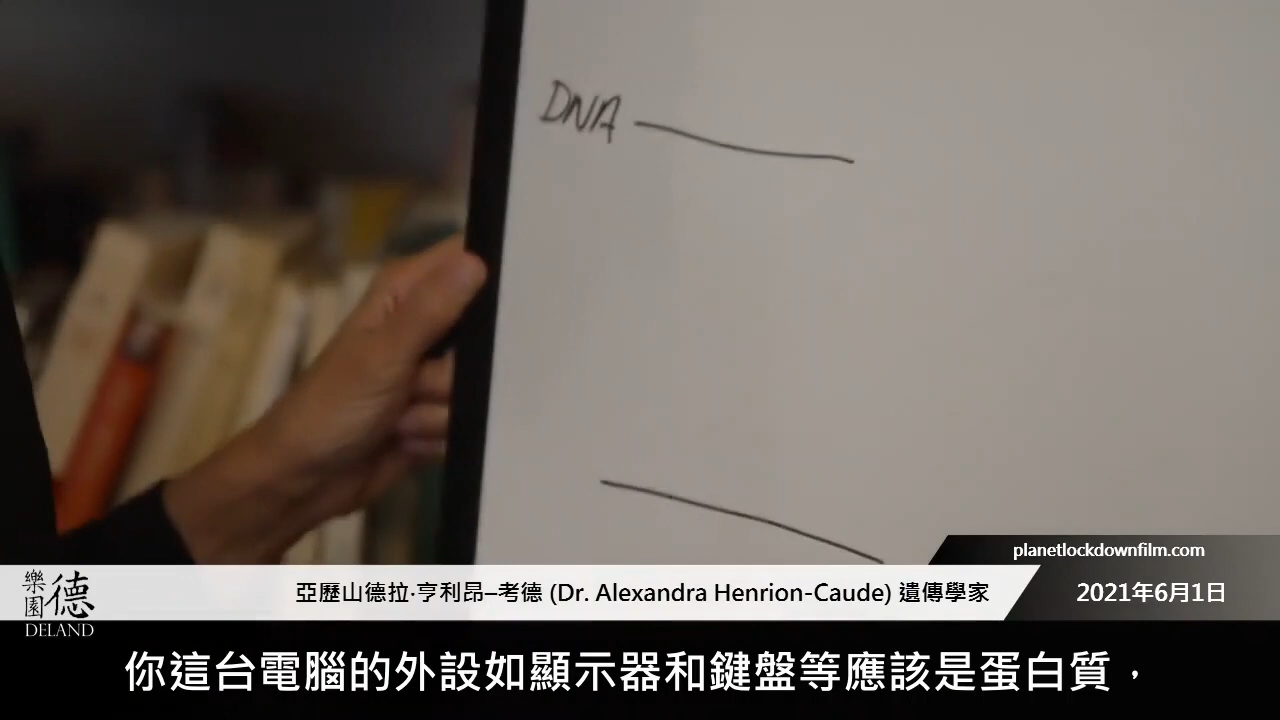 DNA
planetlockdownfilm.com
樂園德
DELAND
亞歷山德拉·亨利昂–考德 (Dr. Alexandra Henrion-Caude) 遺傳學家
2021年6月1日
你這台電腦的外設如顯示器和鍵盤等應該是蛋白質，